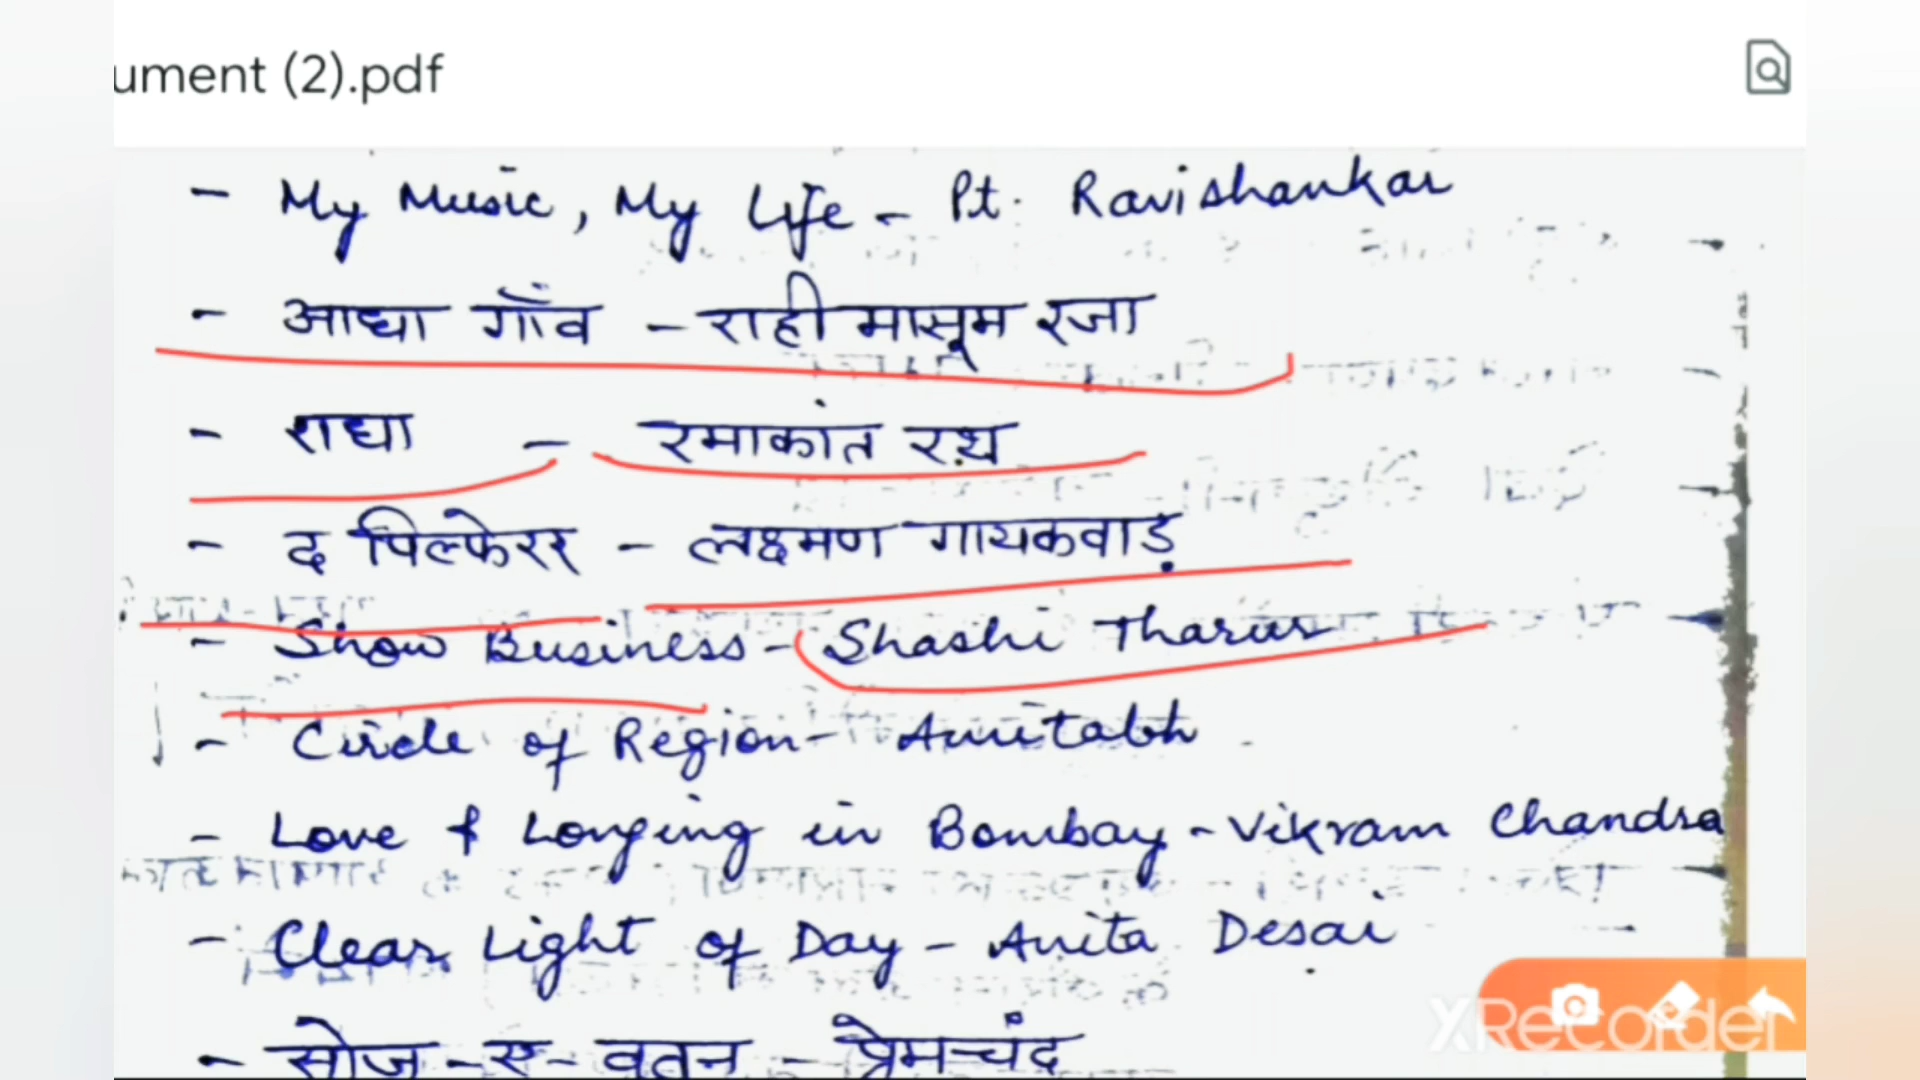 ument (2).pdf
- My Music, My Life - Pt. Ravishankar
- आधा गाँव - राही मासूम रजा
- राधा - रमाकांत रथ
- द पिल्फेरर - लक्ष्मण गायकवाड़
- Show Business - Shashi Tharur
- Circle of Region - Amitabh
- Love & Longing in Bombay - Vikram Chandra
- Clear Light of Day - Anita Desai
- सोज - ए - वतन - प्रेमचंद
XRecorder